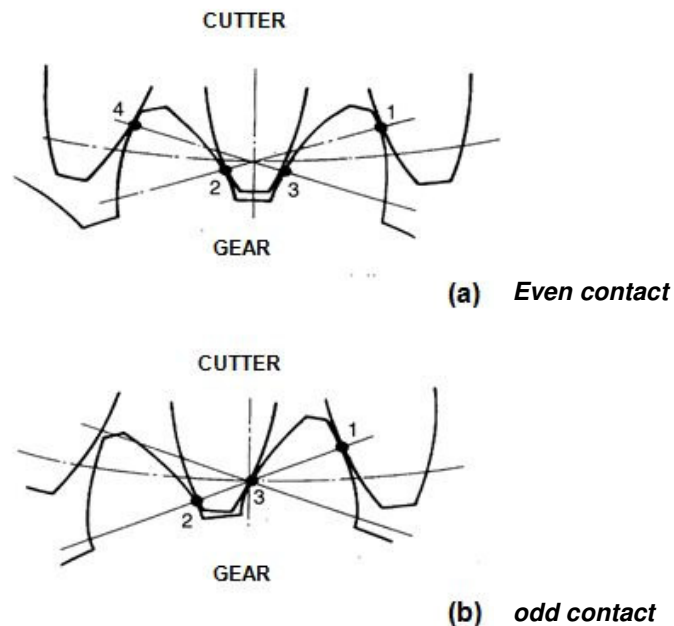 CUTTER
4
1
2
3
GEAR
(a) Even contact
CUTTER
1
3
2
GEAR
(b) odd contact